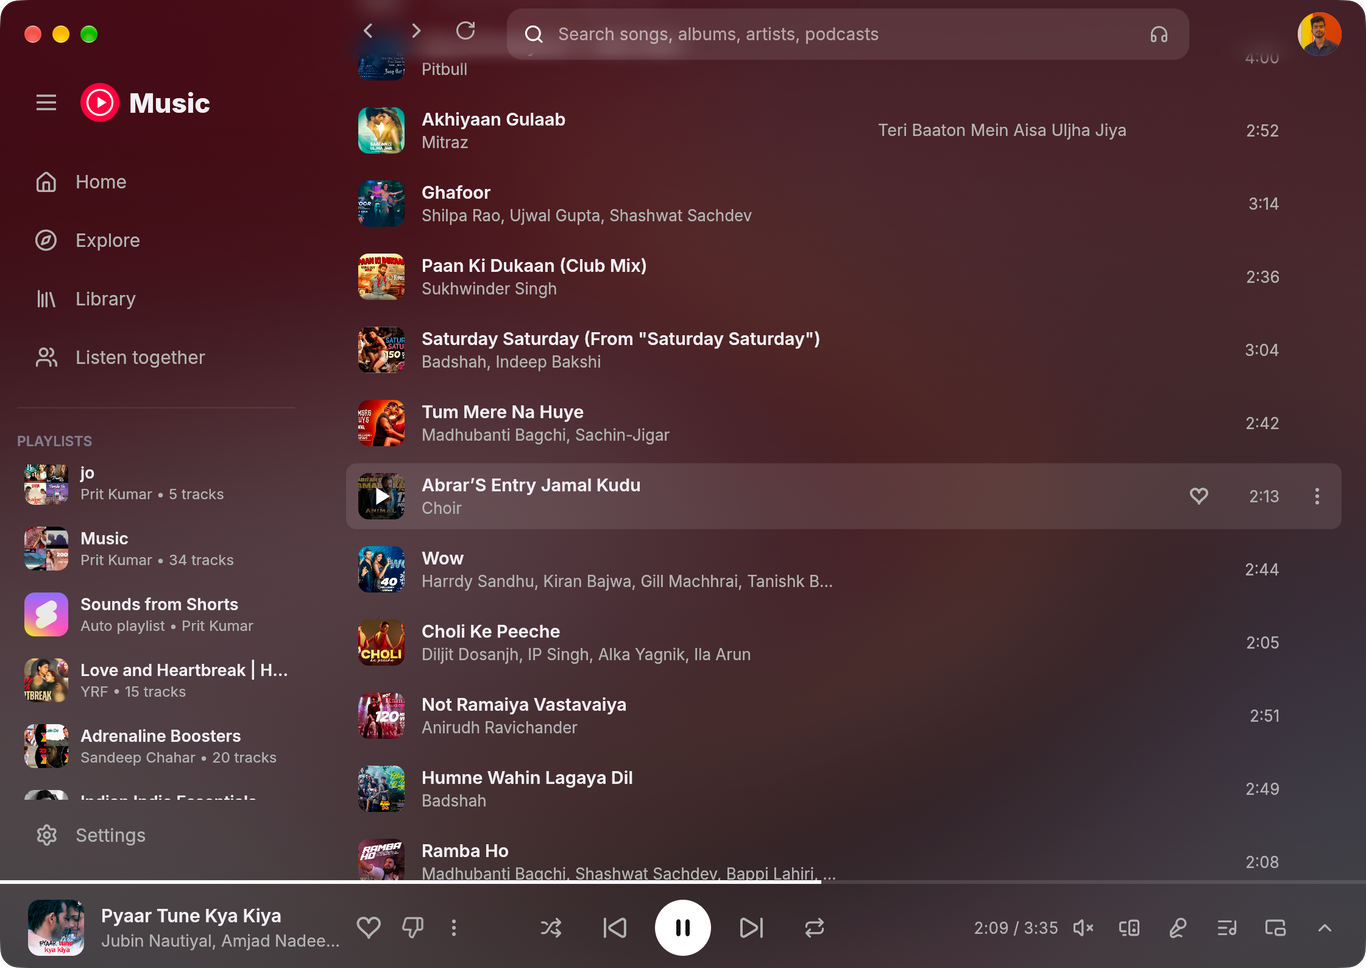 Search songs, albums, artists, podcasts
Music
Home
Explore
Library
Listen together
PLAYLISTS
jo
Prit Kumar • 5 tracks
Music
Prit Kumar • 34 tracks
Sounds from Shorts
Auto playlist • Prit Kumar
Love and Heartbreak | H...
YRF • 15 tracks
Adrenaline Boosters
Sandeep Chahar • 20 tracks
Indian Indie Essentials
Settings
Pitbull
4:00
Akhiyaan Gulaab
Mitraz
Teri Baaton Mein Aisa Uljha Jiya
2:52
Ghafoor
Shilpa Rao, Ujwal Gupta, Shashwat Sachdev
3:14
Paan Ki Dukaan (Club Mix)
Sukhwinder Singh
2:36
Saturday Saturday (From "Saturday Saturday")
Badshah, Indeep Bakshi
3:04
Tum Mere Na Huye
Madhubanti Bagchi, Sachin-Jigar
2:42
Abrar’S Entry Jamal Kudu
Choir
2:13
Wow
Harrdy Sandhu, Kiran Bajwa, Gill Machhrai, Tanishk B...
2:44
CHOLI
Choli Ke Peeche
Diljit Dosanjh, IP Singh, Alka Yagnik, Ila Arun
2:05
Not Ramaiya Vastavaiya
Anirudh Ravichander
2:51
Humne Wahin Lagaya Dil
Badshah
2:49
RAMBA HO
Ramba Ho
Madhubanti Bagchi, Shashwat Sachdev, Bappi Lahiri, ...
2:08
Pyaar Tune Kya Kiya
Jubin Nautiyal, Amjad Nadee...
2:09 / 3:35